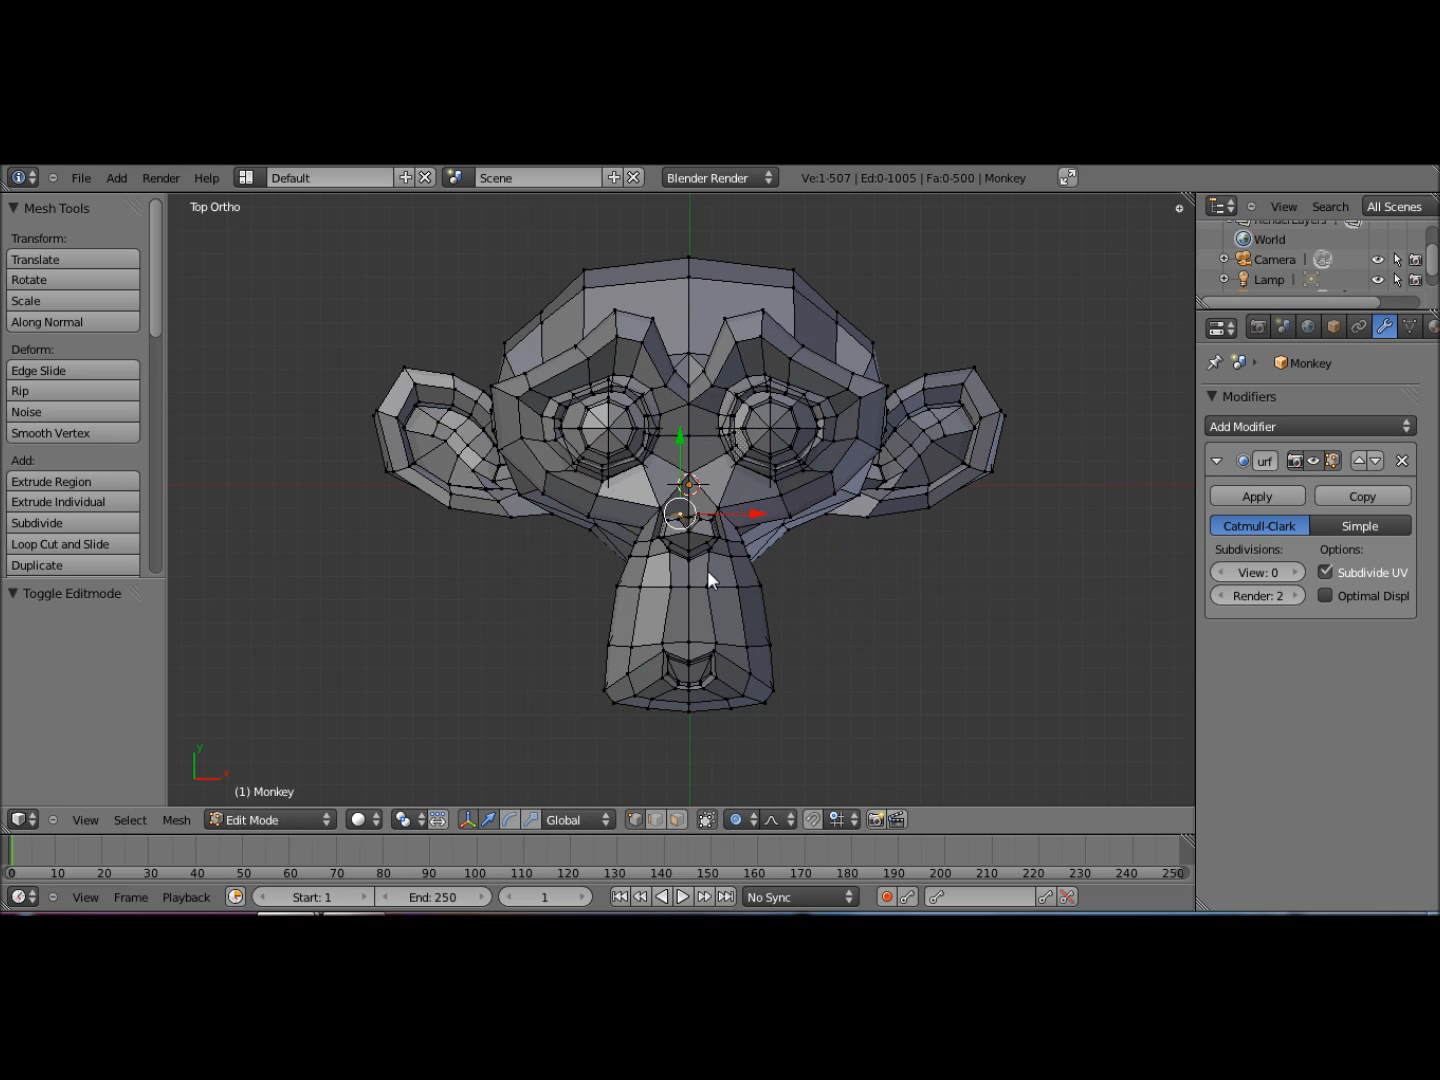 File Add Render Help Default Scene Blender Render Ve:1-507 | Ed:0-1005 | Fa:0-500 | Monkey
Mesh Tools
Transform:
Translate
Rotate
Scale
Along Normal
Deform:
Edge Slide
Rip
Noise
Smooth Vertex
Add:
Extrude Region
Extrude Individual
Subdivide
Loop Cut and Slide
Duplicate
Toggle Editmode
Top Ortho
y
x
(1) Monkey
View Search All Scenes
RenderLayers
World
Camera |
Lamp |
Monkey
Modifiers
Add Modifier
urf
Apply Copy
Catmull-Clark Simple
Subdivisions: Options:
View: 0 Subdivide UV
Render: 2 Optimal Displ
View Select Mesh Edit Mode Global
0 10 20 30 40 50 60 70 80 90 100 110 120 130 140 150 160 170 180 190 200 210 220 230 240 250
View Frame Playback Start: 1 End: 250 1 No Sync